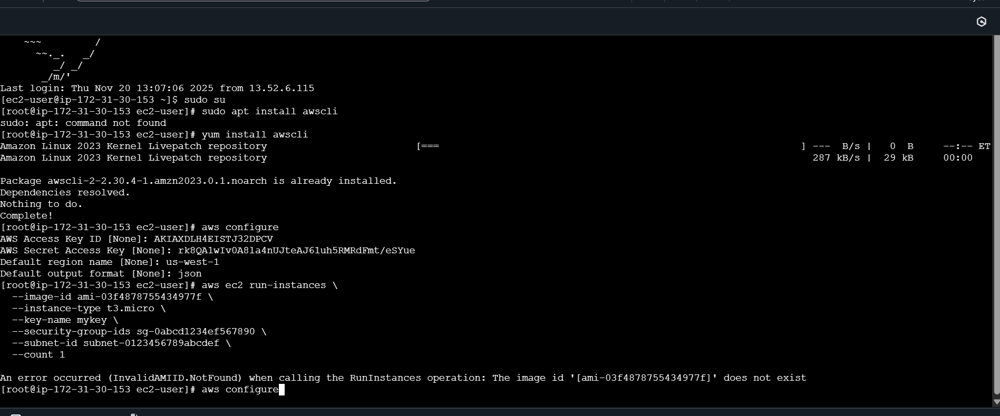 ~~~         /
~~._.   _/
_/ _/
_/m/'
Last login: Thu Nov 20 13:07:06 2025 from 13.52.6.115
[ec2-user@ip-172-31-30-153 ~]$ sudo su
[root@ip-172-31-30-153 ec2-user]# sudo apt install awscli
sudo: apt: command not found
[root@ip-172-31-30-153 ec2-user]# yum install awscli
Amazon Linux 2023 Kernel Livepatch repository [=== ] --- B/s | 0 B --:-- ET
Amazon Linux 2023 Kernel Livepatch repository 287 kB/s | 29 kB 00:00
Package awscli-2-2.30.4-1.amzn2023.0.1.noarch is already installed.
Dependencies resolved.
Nothing to do.
Complete!
[root@ip-172-31-30-153 ec2-user]# aws configure
AWS Access Key ID [None]: AKIAXDLH4EISTJ32DPCV
AWS Secret Access Key [None]: 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
Default region name [None]: us-west-1
Default output format [None]: json
[root@ip-172-31-30-153 ec2-user]# aws ec2 run-instances \
--image-id ami-03f4878755434977f \
--instance-type t3.micro \
--key-name mykey \
--security-group-ids sg-0abcd1234ef567890 \
--subnet-id subnet-0123456789abcdef \
--count 1
An error occurred (InvalidAMIID.NotFound) when calling the RunInstances operation: The image id '[ami-03f4878755434977f]' does not exist
[root@ip-172-31-30-153 ec2-user]# aws configure